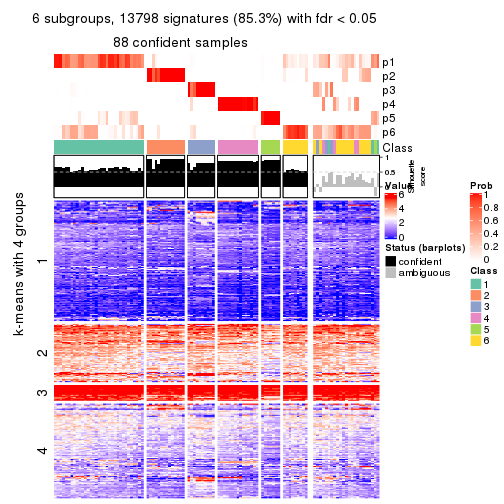 6 subgroups, 13798 signatures (85.3%) with fdr < 0.05
88 confident samples
p1
p2
p3
p4
p5
p6
Class
1
0.5
0
Silhouette
score
k-means with 4 groups
1
2
3
4
Value
6
4
2
0
Status (barplots)
confident
ambiguous
Prob
1
0.8
0.6
0.4
0.2
0
Class
1
2
3
4
5
6